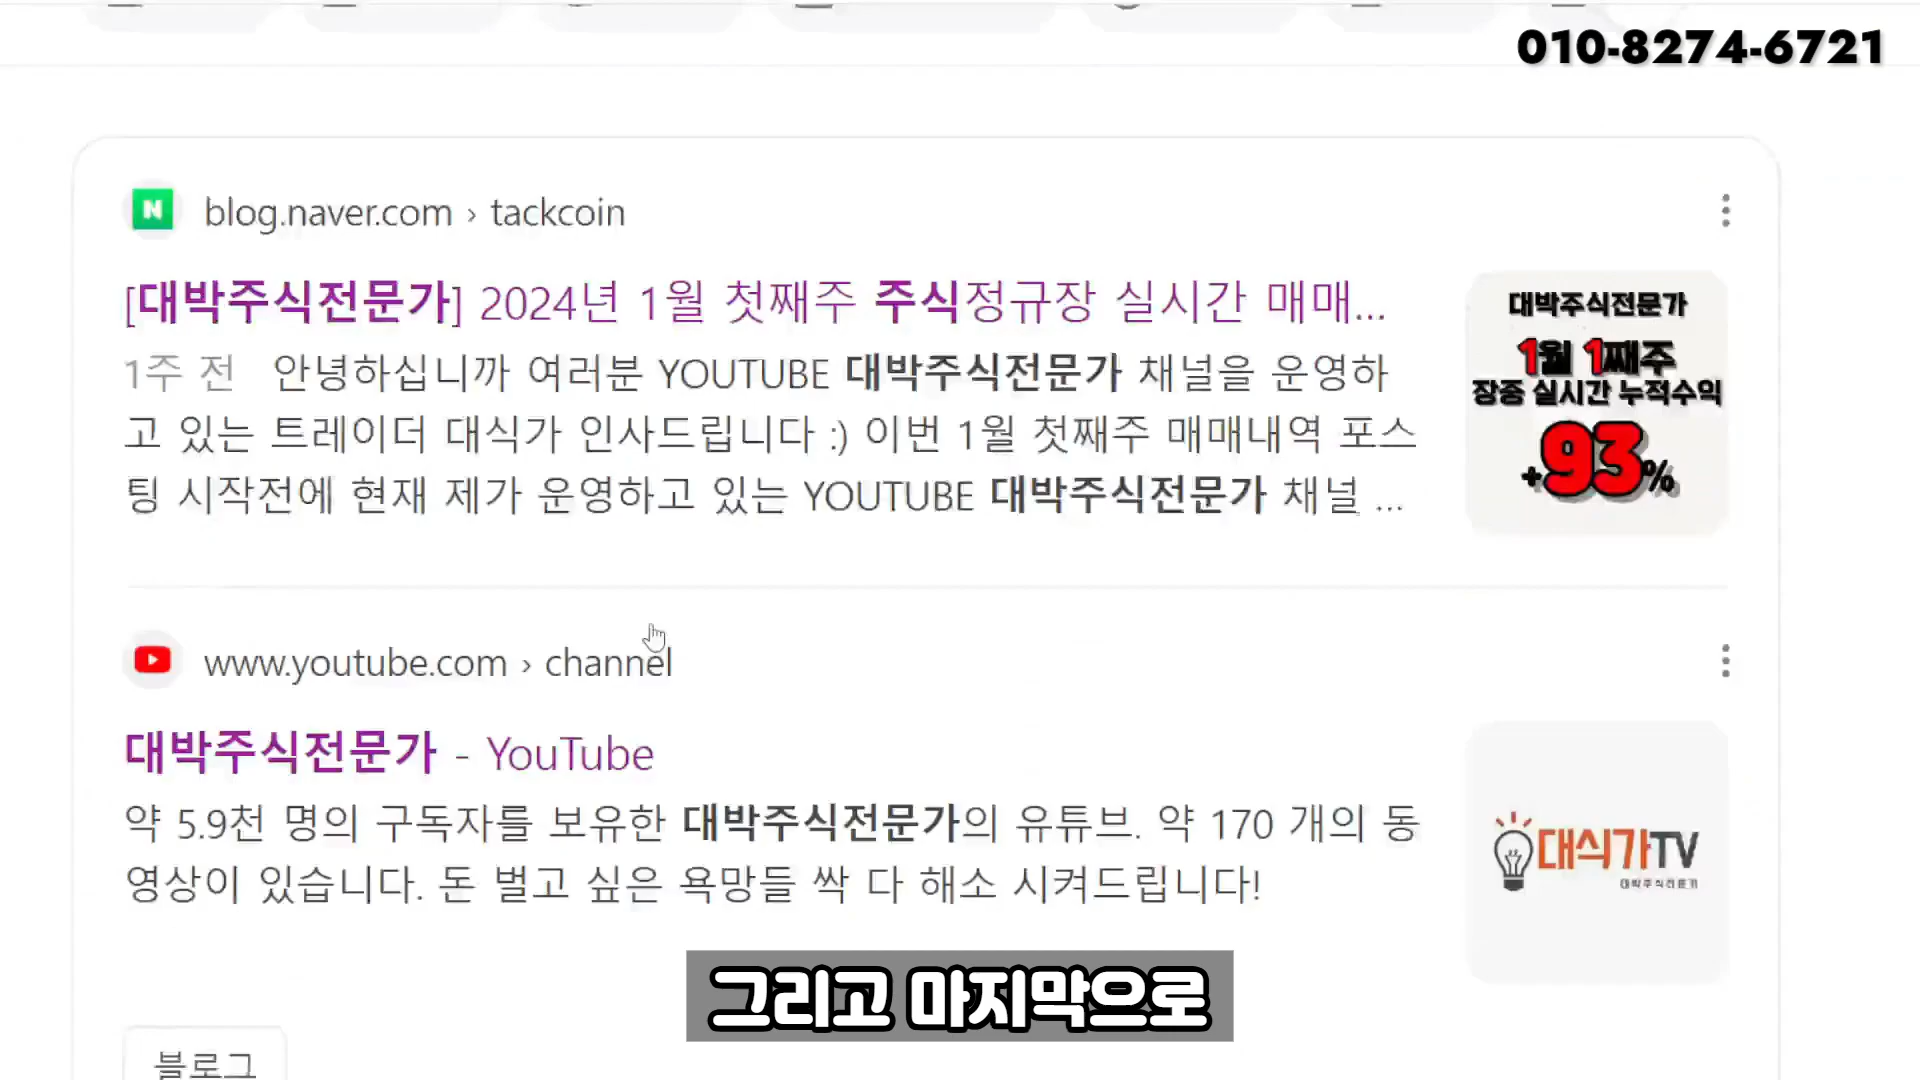 010-8274-6721
blog.naver.com › tackcoin
[대박주식전문가] 2024년 1월 첫째주 주식정규장 실시간 매매...
1주 전 안녕하십니까 여러분 YOUTUBE 대박주식전문가 채널을 운영하
고 있는 트레이더 대식가 인사드립니다 :) 이번 1월 첫째주 매매내역 포스
팅 시작전에 현재 제가 운영하고 있는 YOUTUBE 대박주식전문가 채널 ...
대박주식전문가
1월 1째주
장중 실시간 누적수익
+93%
www.youtube.com › channel
대박주식전문가 - YouTube
약 5.9천 명의 구독자를 보유한 대박주식전문가의 유튜브. 약 170 개의 동
영상이 있습니다. 돈 벌고 싶은 욕망들 싹 다 해소 시켜드립니다!
대식가TV
대박주식전문가
그리고 마지막으로
블로그